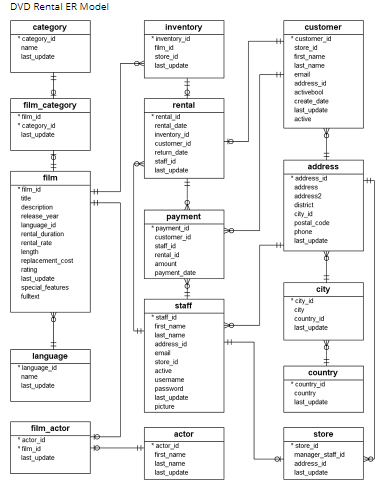 DVD Rental ER Model
category
* category_id
name
last_update
film_category
* film_id
* category_id
last_update
film
* film_id
title
description
release_year
language_id
rental_duration
rental_rate
length
replacement_cost
rating
last_update
special_features
fulltext
language
* language_id
name
last_update
film_actor
* actor_id
* film_id
last_update
inventory
* inventory_id
film_id
store_id
last_update
rental
* rental_id
rental_date
inventory_id
customer_id
return_date
staff_id
last_update
payment
* payment_id
customer_id
staff_id
rental_id
amount
payment_date
staff
* staff_id
first_name
last_name
address_id
email
store_id
active
username
password
last_update
picture
actor
* actor_id
first_name
last_name
last_update
customer
* customer_id
store_id
first_name
last_name
email
address_id
activebool
create_date
last_update
active
address
* address_id
address
address2
district
city_id
postal_code
phone
last_update
city
* city_id
city
country_id
last_update
country
* country_id
country
last_update
store
* store_id
manager_staff_id
address_id
last_update